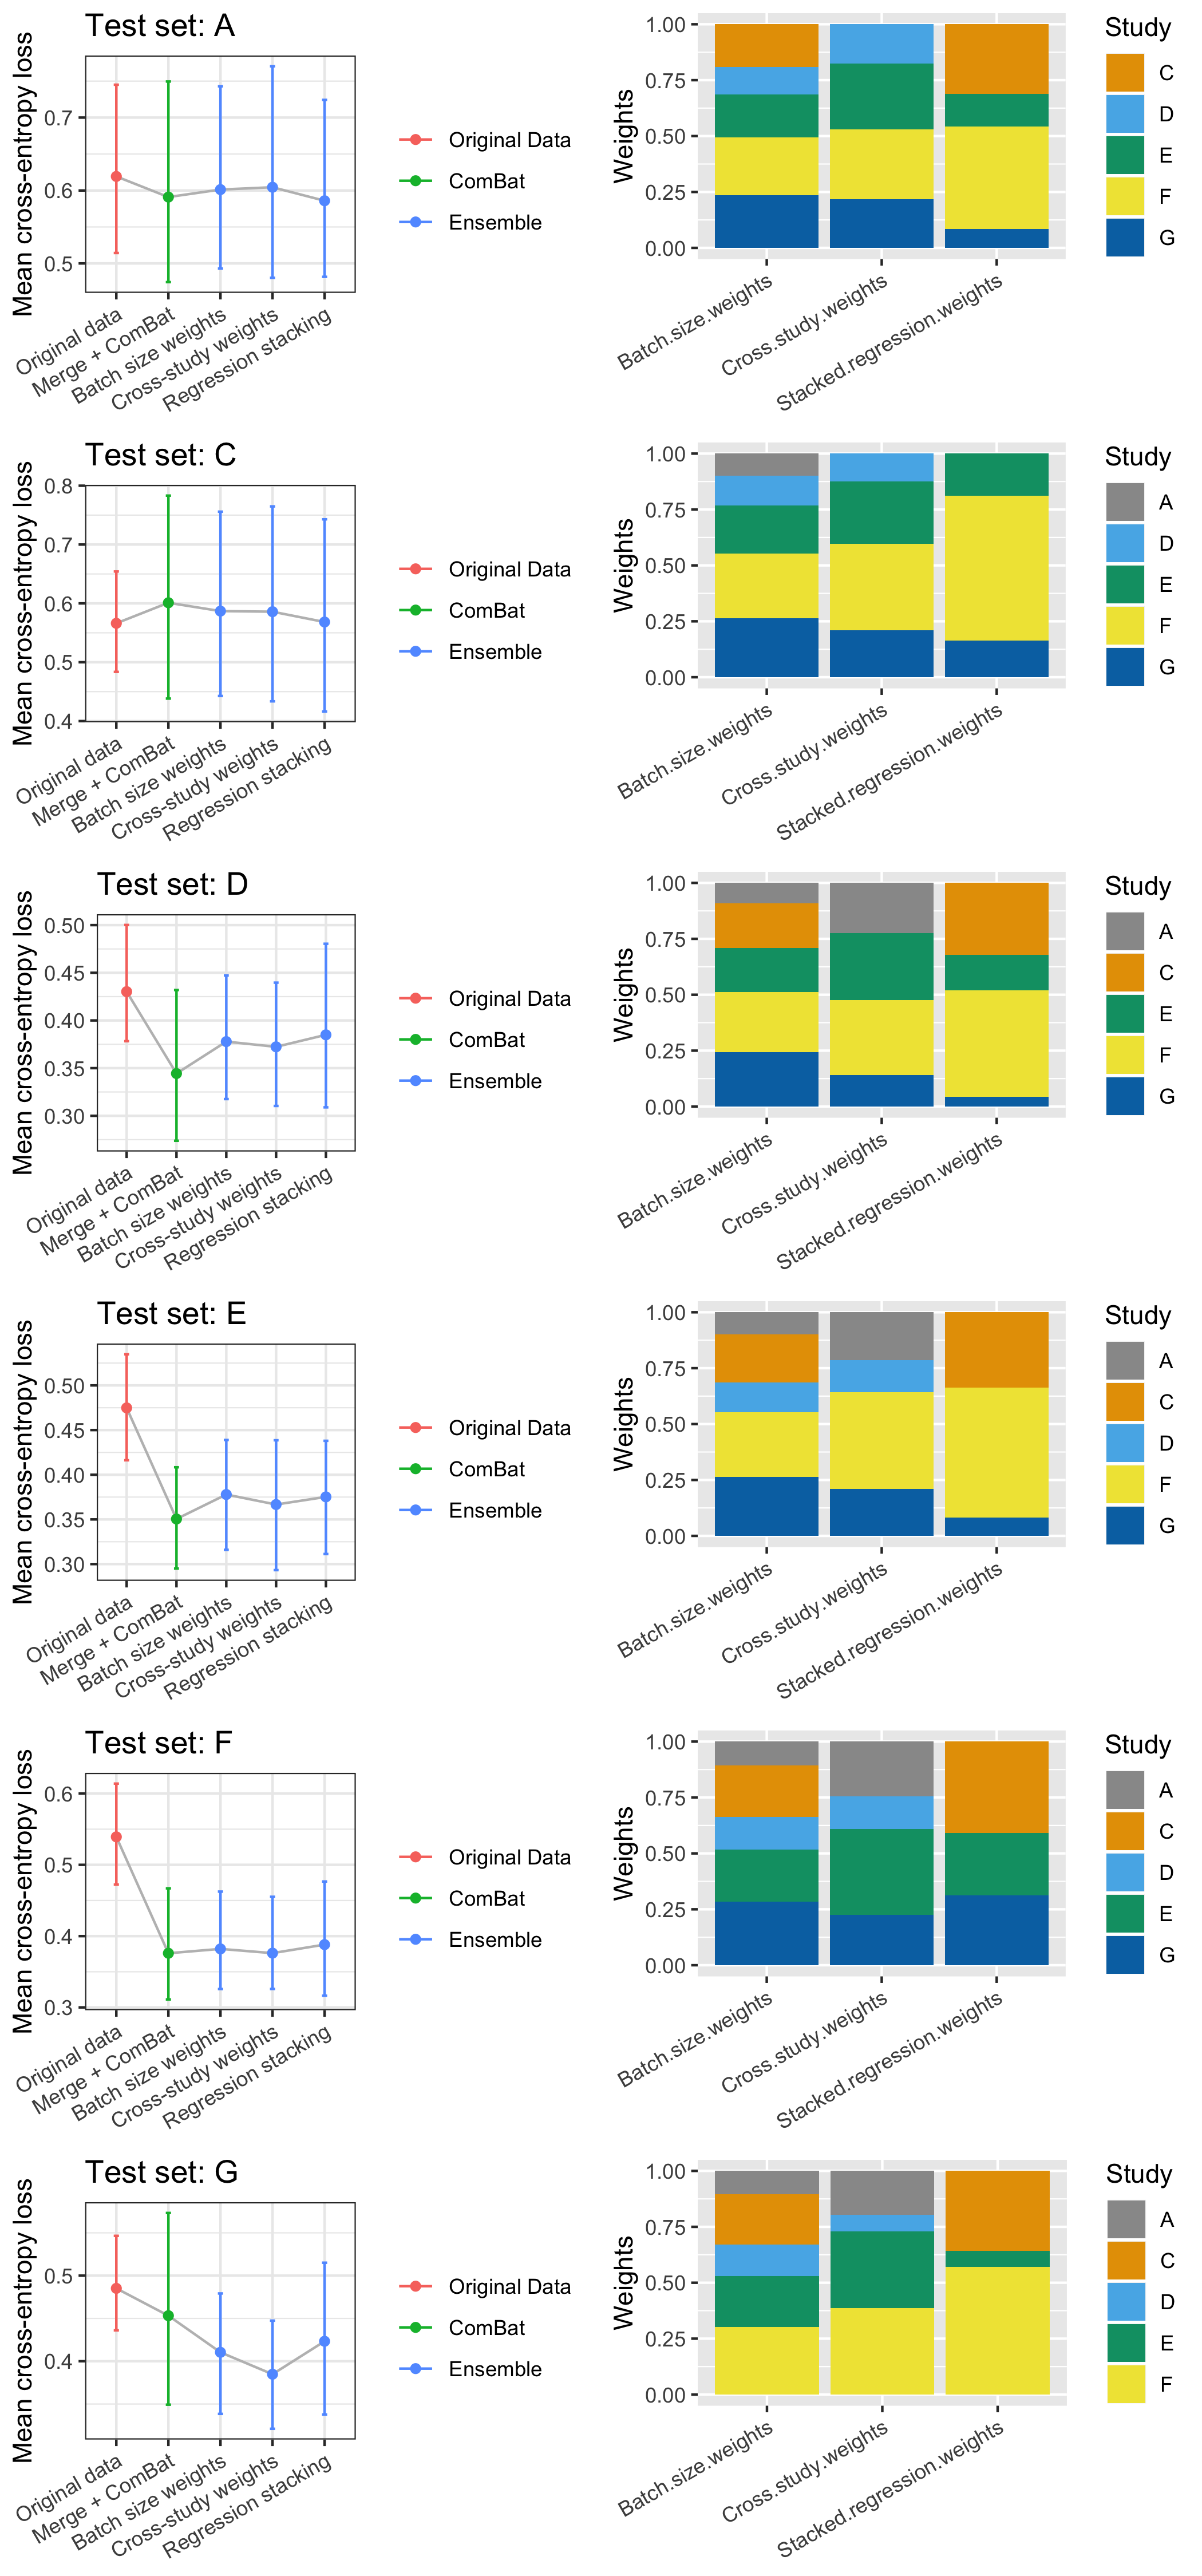 Test set: A
Mean cross-entropy loss
0.7
0.6
0.5
Original data
Merge + ComBat
Batch size weights
Cross-study weights
Regression stacking
Original Data
ComBat
Ensemble
Weights
1.00
0.75
0.50
0.25
0.00
Batch.size.weights
Cross.study.weights
Stacked.regression.weights
Study
C
D
E
F
G
Test set: C
Mean cross-entropy loss
0.8
0.7
0.6
0.5
0.4
Original data
Merge + ComBat
Batch size weights
Cross-study weights
Regression stacking
Original Data
ComBat
Ensemble
Weights
1.00
0.75
0.50
0.25
0.00
Batch.size.weights
Cross.study.weights
Stacked.regression.weights
Study
A
D
E
F
G
Test set: D
Mean cross-entropy loss
0.50
0.45
0.40
0.35
0.30
Original data
Merge + ComBat
Batch size weights
Cross-study weights
Regression stacking
Original Data
ComBat
Ensemble
Weights
1.00
0.75
0.50
0.25
0.00
Batch.size.weights
Cross.study.weights
Stacked.regression.weights
Study
A
C
E
F
G
Test set: E
Mean cross-entropy loss
0.50
0.45
0.40
0.35
0.30
Original data
Merge + ComBat
Batch size weights
Cross-study weights
Regression stacking
Original Data
ComBat
Ensemble
Weights
1.00
0.75
0.50
0.25
0.00
Batch.size.weights
Cross.study.weights
Stacked.regression.weights
Study
A
C
D
F
G
Test set: F
Mean cross-entropy loss
0.6
0.5
0.4
0.3
Original data
Merge + ComBat
Batch size weights
Cross-study weights
Regression stacking
Original Data
ComBat
Ensemble
Weights
1.00
0.75
0.50
0.25
0.00
Batch.size.weights
Cross.study.weights
Stacked.regression.weights
Study
A
C
D
E
G
Test set: G
Mean cross-entropy loss
0.5
0.4
Original data
Merge + ComBat
Batch size weights
Cross-study weights
Regression stacking
Original Data
ComBat
Ensemble
Weights
1.00
0.75
0.50
0.25
0.00
Batch.size.weights
Cross.study.weights
Stacked.regression.weights
Study
A
C
D
E
F